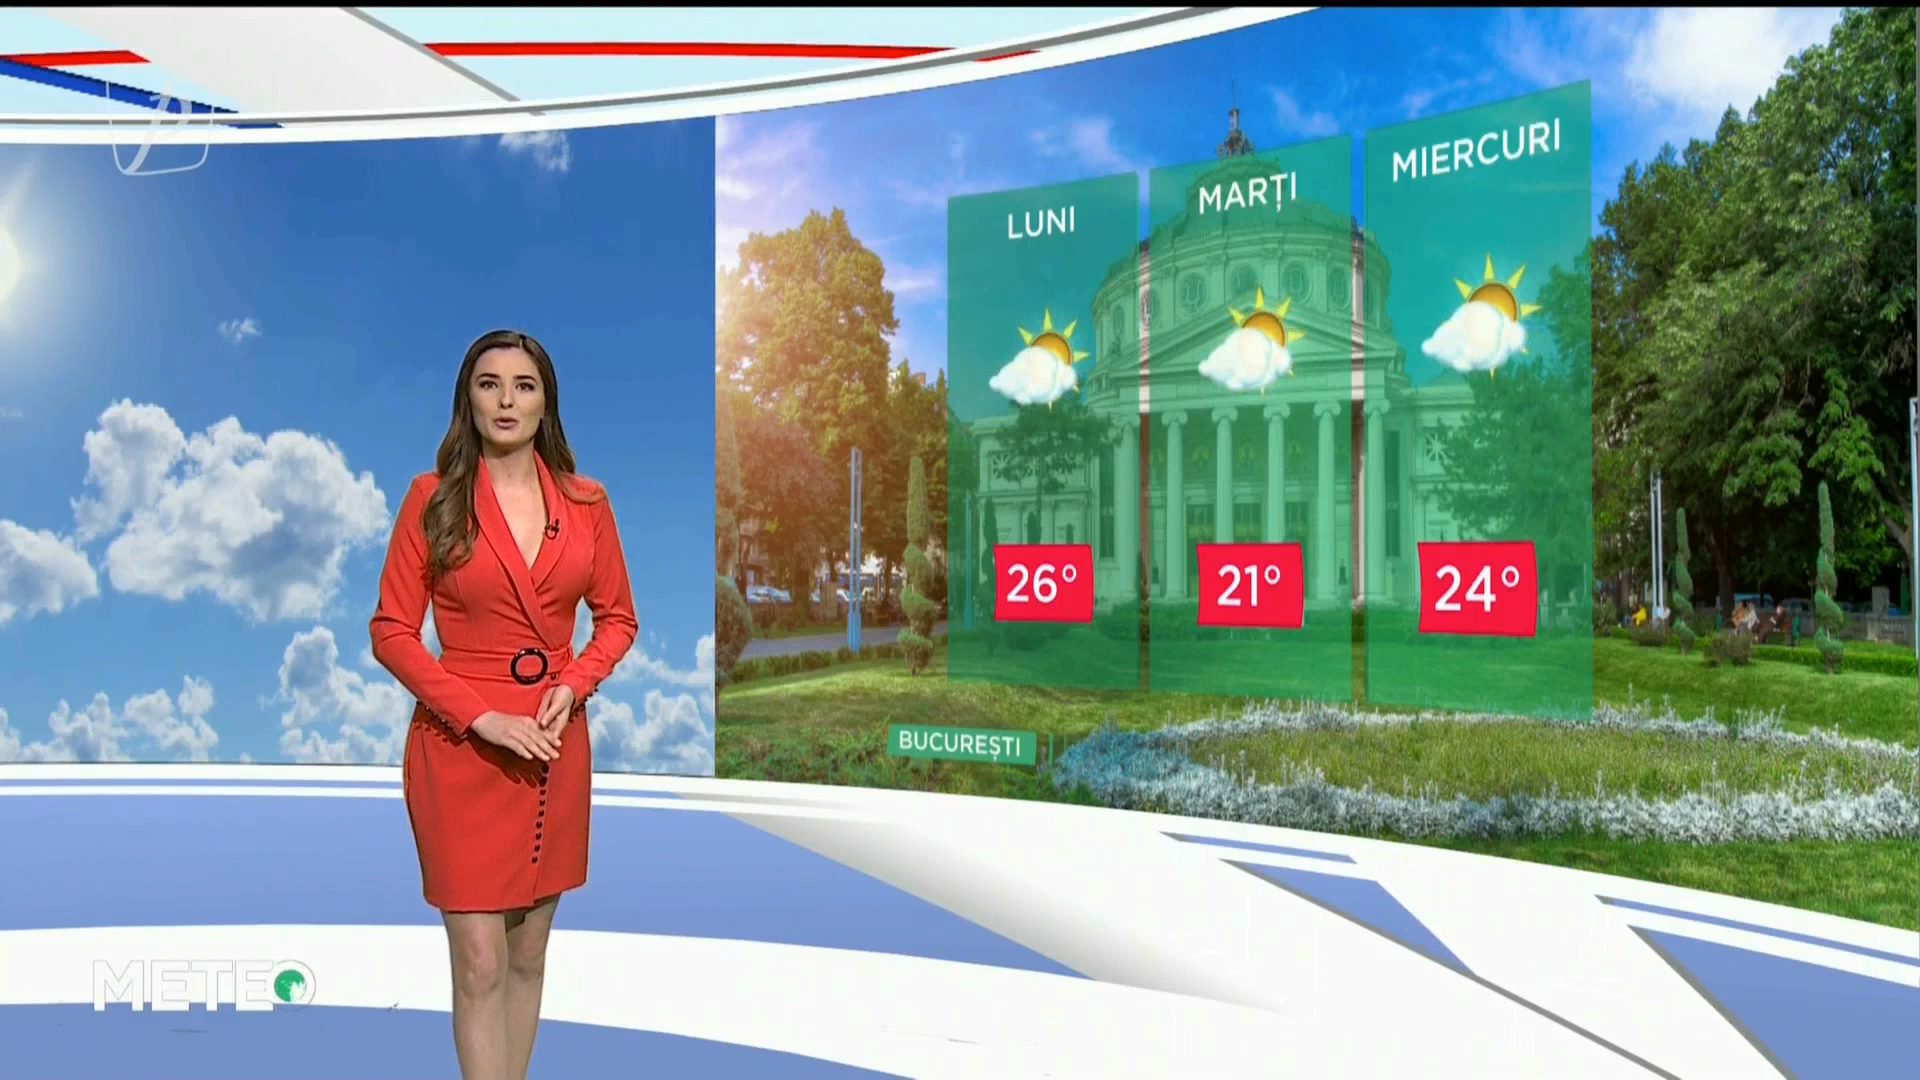 LUNI
MARȚI
MIERCURI
26°
21°
24°
BUCUREȘTI
METEO